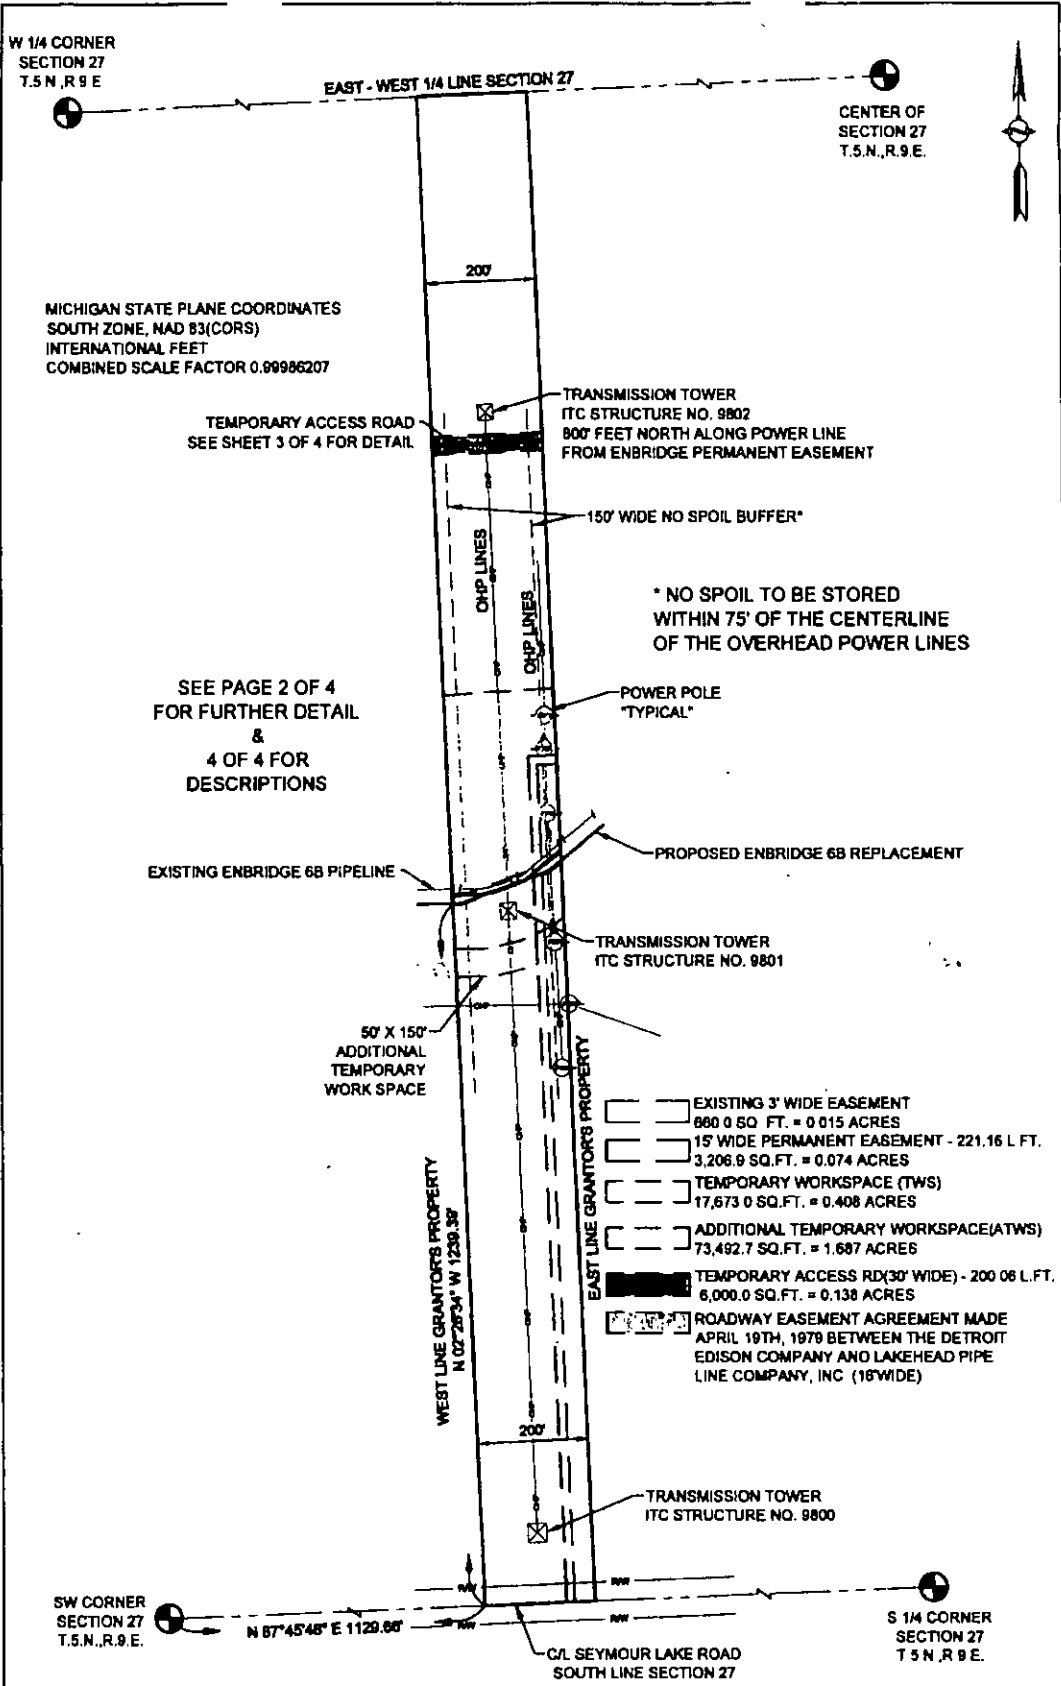 W 1/4 CORNER
SECTION 27
T.5 N.,R 9 E
EAST - WEST 1/4 LINE SECTION 27
CENTER OF
SECTION 27
T.5.N.,R.9.E.
200'
MICHIGAN STATE PLANE COORDINATES
SOUTH ZONE, NAD 83(CORS)
INTERNATIONAL FEET
COMBINED SCALE FACTOR 0.99986207
TEMPORARY ACCESS ROAD
SEE SHEET 3 OF 4 FOR DETAIL
TRANSMISSION TOWER
ITC STRUCTURE NO. 9802
800' FEET NORTH ALONG POWER LINE
FROM ENBRIDGE PERMANENT EASEMENT
150' WIDE NO SPOIL BUFFER*
OHP LINES
OHP LINES
* NO SPOIL TO BE STORED
WITHIN 75' OF THE CENTERLINE
OF THE OVERHEAD POWER LINES
SEE PAGE 2 OF 4
FOR FURTHER DETAIL
&
4 OF 4 FOR
DESCRIPTIONS
POWER POLE
"TYPICAL"
EXISTING ENBRIDGE 6B PIPELINE
PROPOSED ENBRIDGE 6B REPLACEMENT
TRANSMISSION TOWER
ITC STRUCTURE NO. 9801
50' X 150'
ADDITIONAL
TEMPORARY
WORK SPACE
WEST LINE GRANTOR'S PROPERTY
N 02°26'34" W 1239.39'
EAST LINE GRANTOR'S PROPERTY
EXISTING 3' WIDE EASEMENT
660 0 SQ FT. = 0 015 ACRES
15' WIDE PERMANENT EASEMENT - 221.16 L FT.
3,206.9 SQ.FT. = 0.074 ACRES
TEMPORARY WORKSPACE (TWS)
17,673 0 SQ.FT. = 0.408 ACRES
ADDITIONAL TEMPORARY WORKSPACE(ATWS)
73,492.7 SQ.FT. = 1.687 ACRES
TEMPORARY ACCESS RD(30' WIDE) - 200 06 L.FT.
6,000.0 SQ.FT. = 0.138 ACRES
ROADWAY EASEMENT AGREEMENT MADE
APRIL 19TH, 1979 BETWEEN THE DETROIT
EDISON COMPANY AND LAKEHEAD PIPE
LINE COMPANY, INC (16'WIDE)
200'
TRANSMISSION TOWER
ITC STRUCTURE NO. 9800
SW CORNER
SECTION 27
T.5.N.,R.9.E.
N 87°45'46" E 1129.66'
R/W
R/W
R/W
R/W
C/L SEYMOUR LAKE ROAD
SOUTH LINE SECTION 27
S 1/4 CORNER
SECTION 27
T 5 N ,R 9 E.